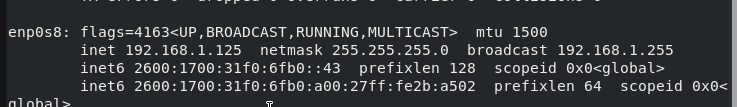 enp0s8: flags=4163<UP,BROADCAST,RUNNING,MULTICAST>  mtu 1500
        inet 192.168.1.125  netmask 255.255.255.0  broadcast 192.168.1.255
        inet6 2600:1700:31f0:6fb0::43  prefixlen 128  scopeid 0x0<global>
        inet6 2600:1700:31f0:6fb0:a00:27ff:fe2b:a502  prefixlen 64  scopeid 0x0<
global>